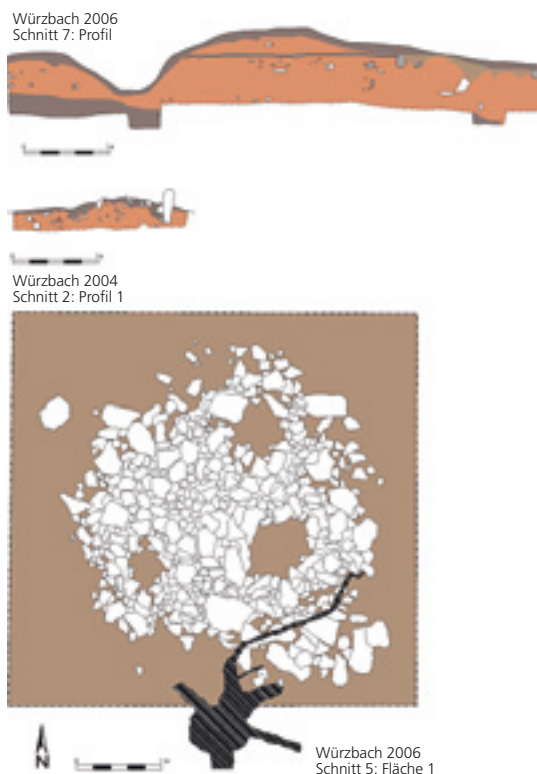 Würzbach 2006
Schnitt 7: Profil
Würzbach 2004
Schnitt 2: Profil 1
Würzbach 2006
Schnitt 5: Fläche 1